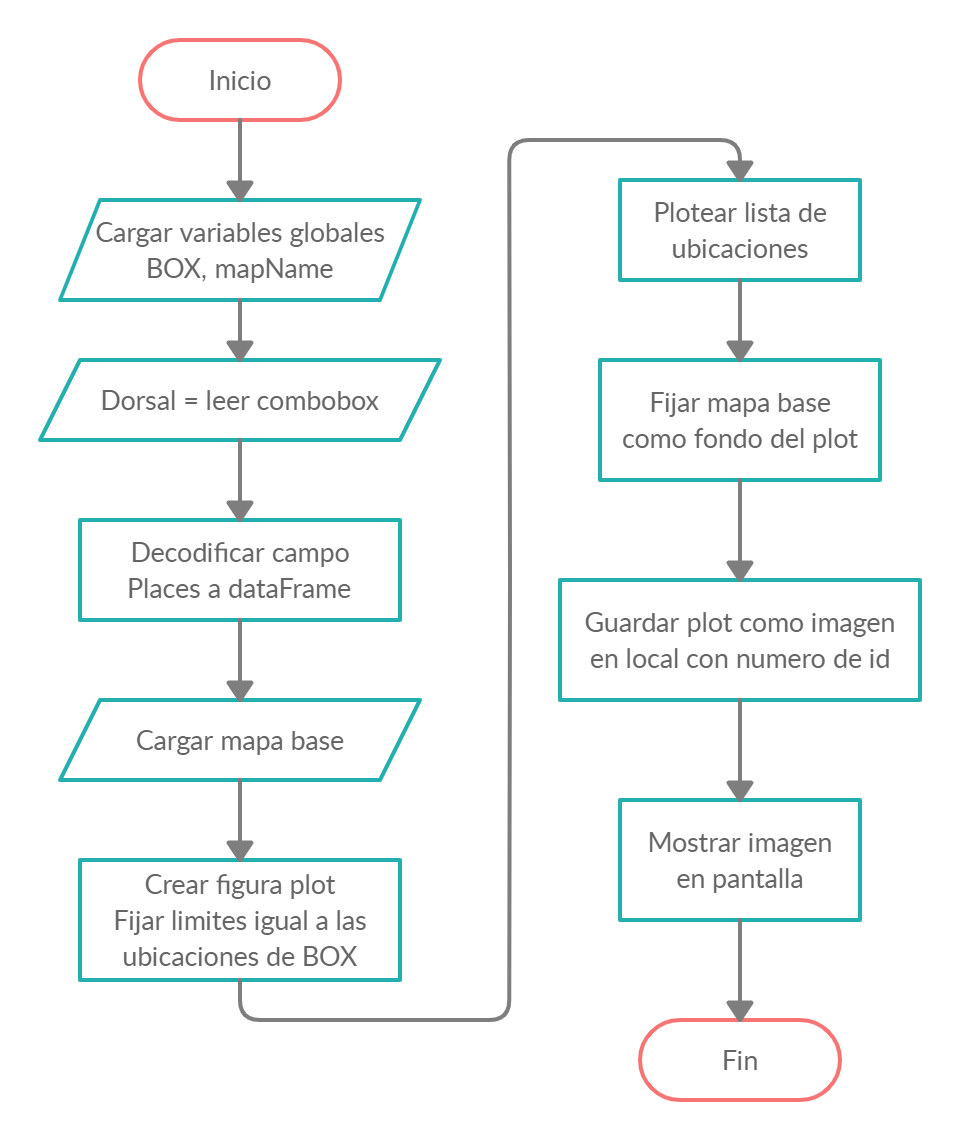 Inicio
Cargar variables globales
BOX, mapName
Dorsal = leer combobox
Decodificar campo
Places a dataFrame
Cargar mapa base
Crear figura plot
Fijar limites igual a las
ubicaciones de BOX
Plotear lista de
ubicaciones
Fijar mapa base
como fondo del plot
Guardar plot como imagen
en local con numero de id
Mostrar imagen
en pantalla
Fin